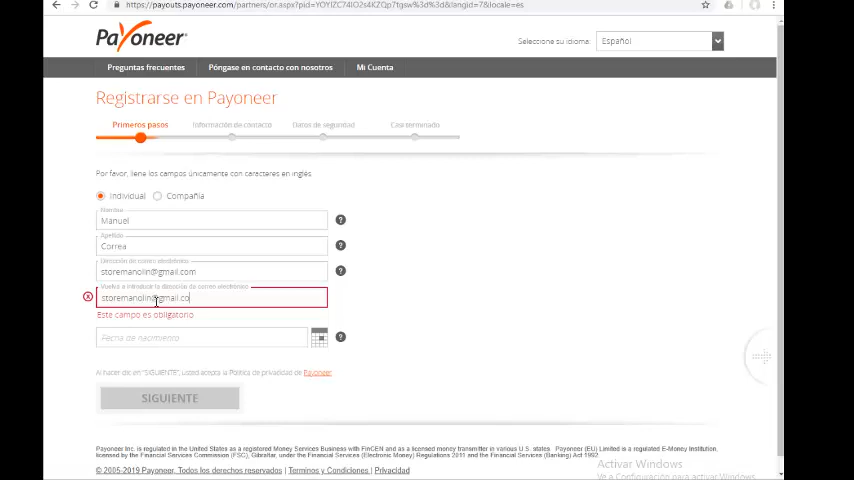 https://payouts.payoneer.com/partners/or.aspx?pid=YOYIZC74IO2s4KZQp7tgsw%3d%3d&langid=7&locale=es
Payoneer
Seleccione su idioma:
Español
Preguntas frecuentes
Póngase en contacto con nosotros
Mi Cuenta
Registrarse en Payoneer
Primeros pasos
Información de contacto
Datos de seguridad
Casi terminado
Por favor, llene los campos únicamente con caracteres en inglés
Individual
Compañía
Nombre
Manuel
Apellido
Correa
Dirección de correo electrónico
storemanolin@gmail.com
Vuelva a introducir la dirección de correo electrónico
storemanolin@gmail.co
Este campo es obligatorio
Fecha de nacimiento
Al hacer clic en "SIGUIENTE", usted acepta la Política de privacidad de Payoneer
SIGUIENTE
Payoneer Inc. is regulated in the United States as a registered Money Services Business with FinCEN and as a licensed money transmitter in various U.S. states. Payoneer (EU) Limited is a regulated E-Money Institution,
licensed by the Financial Services Commission (FSC), Gibraltar, under the Financial Services (Electronic Money) Regulations 2011 and the Financial Services (Banking) Act 1992
© 2005-2019 Payoneer, Todos los derechos reservados | Términos y Condiciones | Privacidad
Activar Windows
Ve a Configuración para activar Windows.